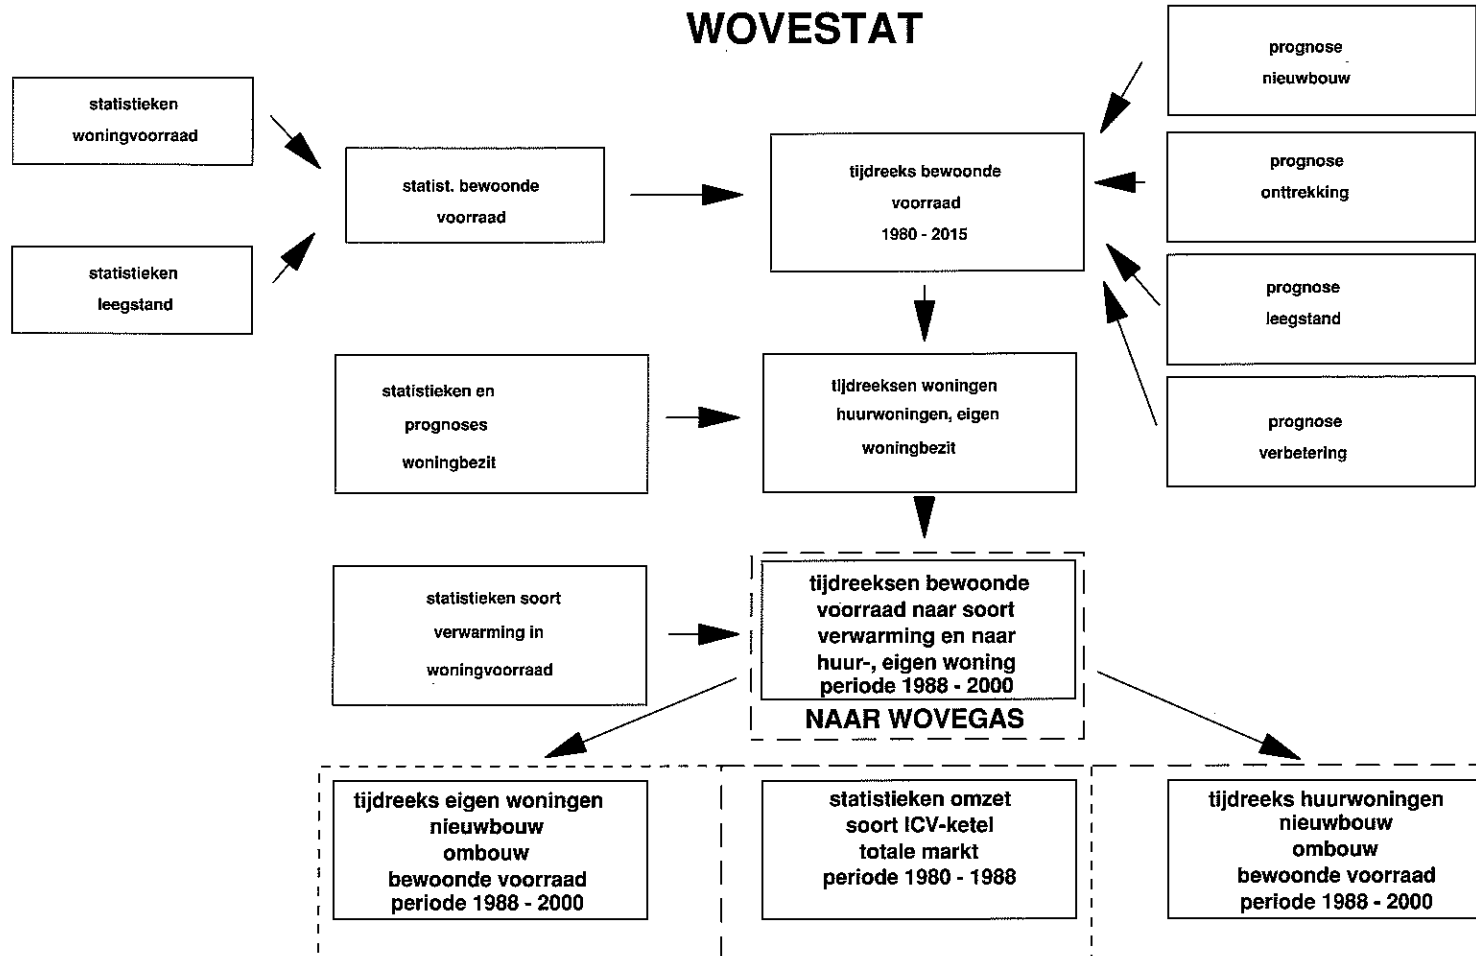 WOVESTAT
statistieken
woningvoorraad
statistieken
leegstand
statist. bewoonde
voorraad
tijdreeks bewoonde
voorraad
1980 - 2015
prognose
nieuwbouw
prognose
onttrekking
prognose
leegstand
prognose
verbetering
statistieken en
prognoses
woningbezit
tijdreeksen woningen
huurwoningen, eigen
woningbezit
statistieken soort
verwarming in
woningvoorraad
tijdreeksen bewoonde
voorraad naar soort
verwarming en naar
huur-, eigen woning
periode 1988 - 2000
NAAR WOVEGAS
tijdreeks eigen woningen
nieuwbouw
ombouw
bewoonde voorraad
periode 1988 - 2000
statistieken omzet
soort ICV-ketel
totale markt
periode 1980 - 1988
tijdreeks huurwoningen
nieuwbouw
ombouw
bewoonde voorraad
periode 1988 - 2000